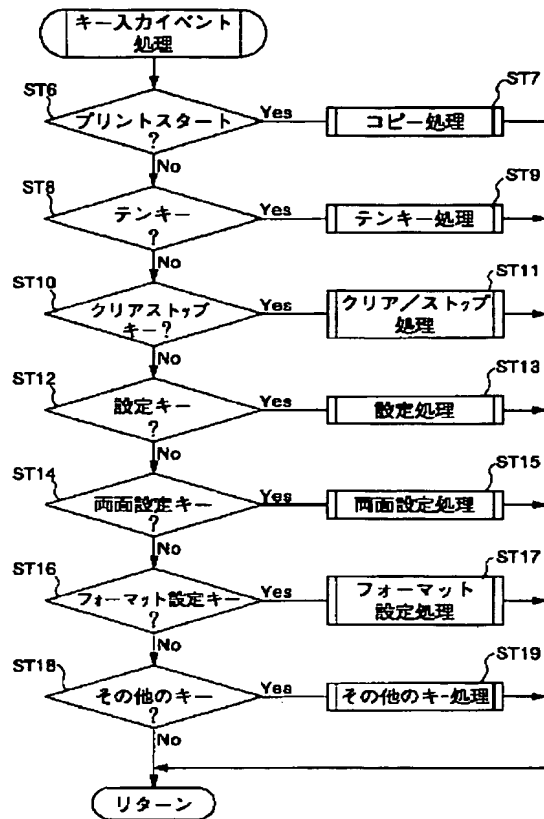 キー入力イベント
処理
ST6
プリントスタート
?
Yes
ST7
コピー処理
No
ST8
テンキー
?
Yes
ST9
テンキー処理
No
ST10
クリアストップ
キー?
Yes
ST11
クリア/ストップ
処理
No
ST12
設定キー
?
Yes
ST13
設定処理
No
ST14
両面設定キー
?
Yes
ST15
両面設定処理
No
ST16
フォーマット設定キー
?
Yes
ST17
フォーマット
設定処理
No
ST18
その他のキー
?
Yes
ST19
その他のキー処理
No
リターン